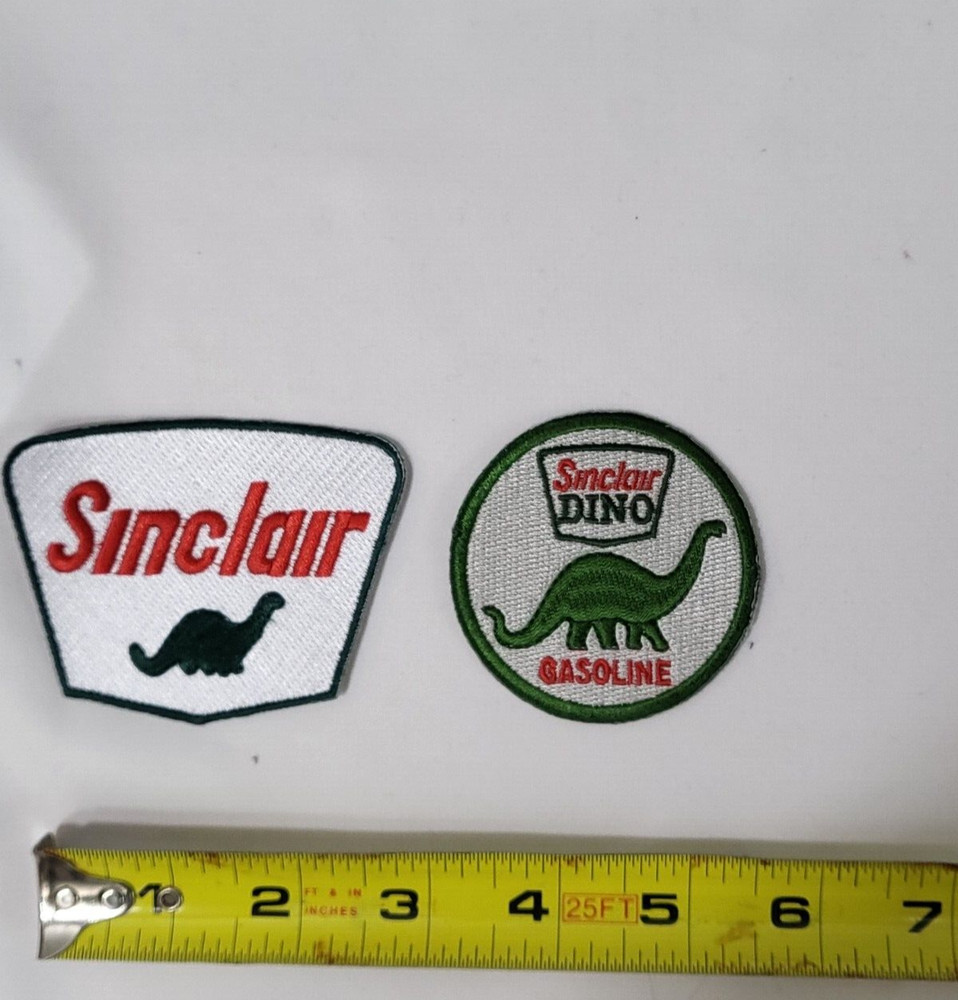 Sinclair
Sinclair
DINO
GASOLINE
1 2 FT & IN 3 4 25FT 5 6 7
INCHES